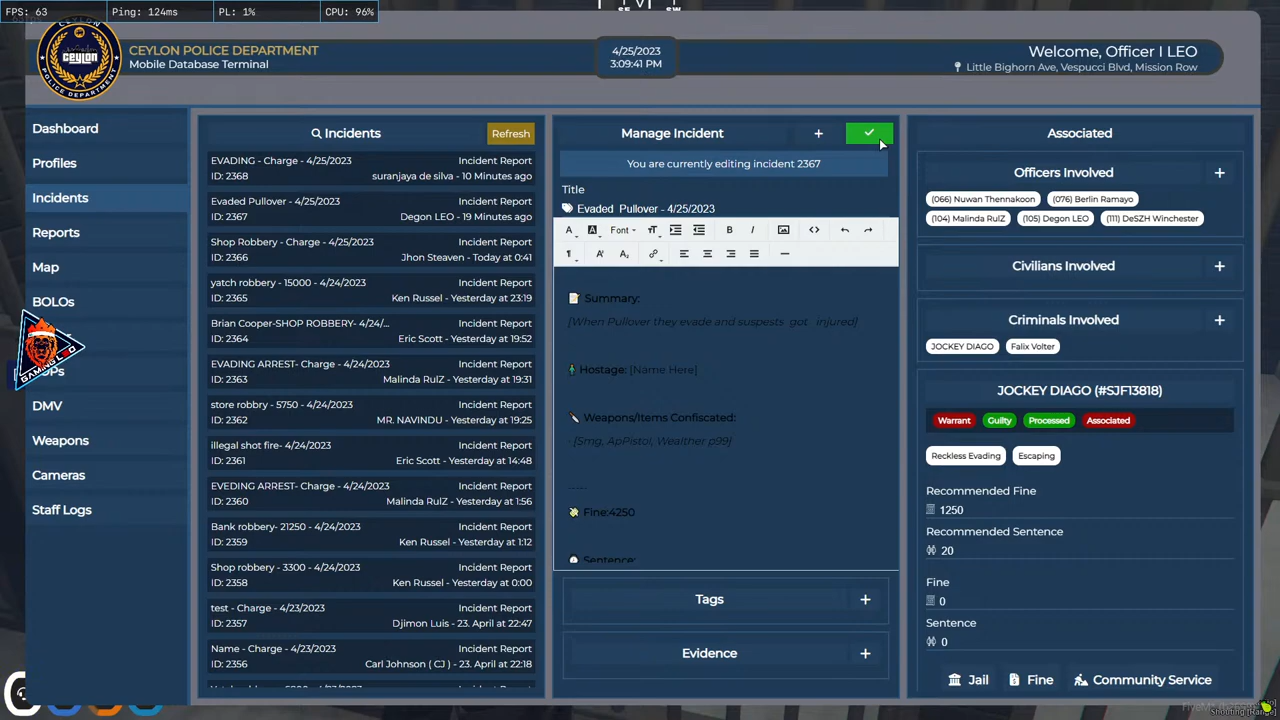 FPS: 63
Ping: 124ms
PL: 1%
CPU: 96%
SE
SW
CEYLON
ceylon
POLICE DEPARTMENT
CEYLON POLICE DEPARTMENT
Mobile Database Terminal
4/25/2023
3:09:41 PM
Welcome, Officer I LEO
Little Bighorn Ave, Vespucci Blvd, Mission Row
Dashboard
Profiles
Incidents
Reports
Map
BOLOs
GAMING LEO
DMV
Weapons
Cameras
Staff Logs
Incidents
Refresh
EVADING - Charge - 4/25/2023
Incident Report
ID: 2368
suranjaya de silva - 10 Minutes ago
Evaded Pullover - 4/25/2023
Incident Report
ID: 2367
Degon LEO - 19 Minutes ago
Shop Robbery - Charge - 4/25/2023
Incident Report
ID: 2366
Jhon Steaven - Today at 0:41
yatch robbery - 15000 - 4/24/2023
Incident Report
ID: 2365
Ken Russel - Yesterday at 23:19
Brian Cooper-SHOP ROBBERY- 4/24/...
Incident Report
ID: 2364
Eric Scott - Yesterday at 19:52
EVADING ARREST- Charge - 4/24/2023
Incident Report
ID: 2363
Malinda RulZ - Yesterday at 19:31
store robbry - 5750 - 4/24/2023
Incident Report
ID: 2362
MR. NAVINDU - Yesterday at 19:25
illegal shot fire- 4/24/2023
Incident Report
ID: 2361
Eric Scott - Yesterday at 14:48
EVEDING ARREST- Charge - 4/24/2023
Incident Report
ID: 2360
Malinda RulZ - Yesterday at 1:56
Bank robbery- 21250 - 4/24/2023
Incident Report
ID: 2359
Ken Russel - Yesterday at 1:12
Shop robbery - 3300 - 4/24/2023
Incident Report
ID: 2358
Ken Russel - Yesterday at 0:00
test - Charge - 4/23/2023
Incident Report
ID: 2357
Djimon Luis - 23. April at 22:47
Name - Charge - 4/23/2023
Incident Report
ID: 2356
Carl Johnson ( CJ ) - 23. April at 22:18
Manage Incident
You are currently editing incident 2367
Title
Evaded Pullover - 4/25/2023
Font
Summary:
[When Pullover they evade and suspests got injured]
Hostage: [Name Here]
Weapons/Items Confiscated:
· [Smg, ApPistol, Wealther p99]
-----
Fine:4250
Sentence:
Tags
Evidence
Associated
Officers Involved
(066) Nuwan Thennakoon
(076) Berlin Ramayo
(104) Malinda RulZ
(105) Degon LEO
(111) DeSZH Winchester
Civilians Involved
Criminals Involved
JOCKEY DIAGO
Falix Volter
JOCKEY DIAGO (#SJF13818)
Warrant
Guilty
Processed
Associated
Reckless Evading
Escaping
Recommended Fine
1250
Recommended Sentence
20
Fine
0
Sentence
0
Jail
Fine
Community Service